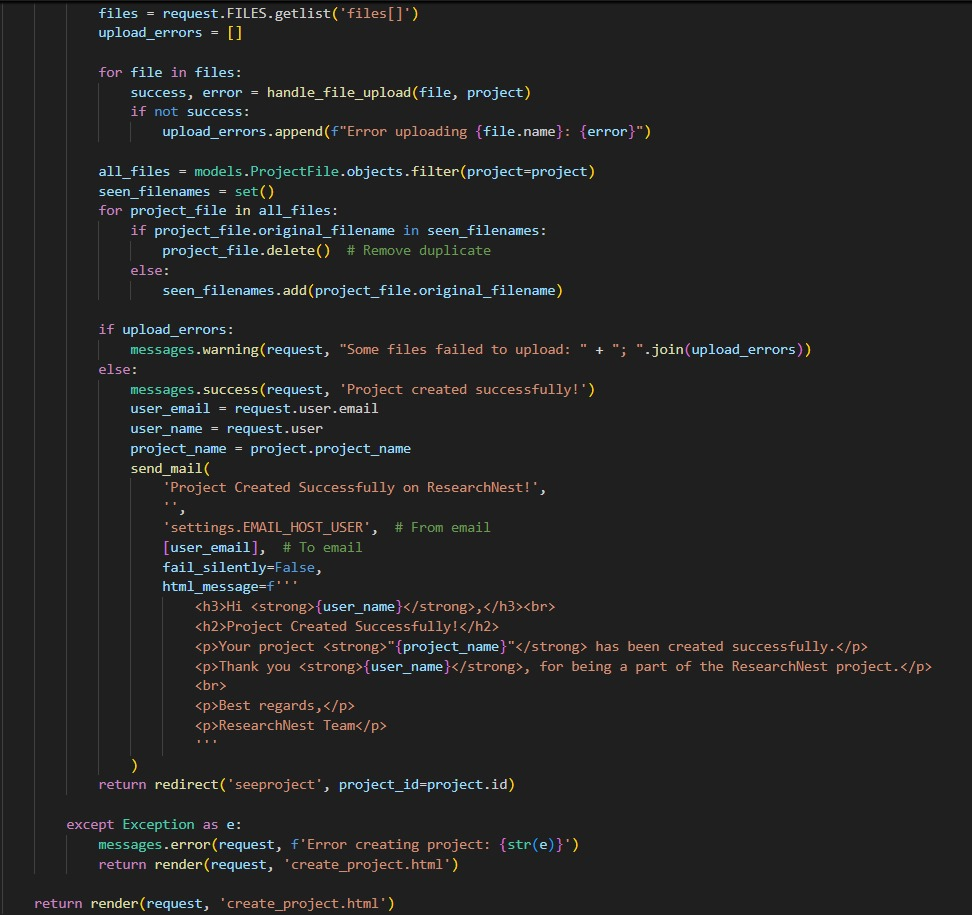 files = request.FILES.getlist('files[]')
upload_errors = []
for file in files:
success, error = handle_file_upload(file, project)
if not success:
upload_errors.append(f"Error uploading {file.name}: {error}")
all_files = models.ProjectFile.objects.filter(project=project)
seen_filenames = set()
for project_file in all_files:
if project_file.original_filename in seen_filenames:
project_file.delete()  # Remove duplicate
else:
seen_filenames.add(project_file.original_filename)
if upload_errors:
messages.warning(request, "Some files failed to upload: " + "; ".join(upload_errors))
else:
messages.success(request, 'Project created successfully!')
user_email = request.user.email
user_name = request.user
project_name = project.project_name
send_mail(
'Project Created Successfully on ResearchNest!',
'',
'settings.EMAIL_HOST_USER',  # From email
[user_email],  # To email
fail_silently=False,
html_message=f'''
<h3>Hi <strong>{user_name}</strong>,</h3><br>
<h2>Project Created Successfully!</h2>
<p>Your project <strong>"{project_name}"</strong> has been created successfully.</p>
<p>Thank you <strong>{user_name}</strong>, for being a part of the ResearchNest project.</p>
<br>
<p>Best regards,</p>
<p>ResearchNest Team</p>
'''
)
return redirect('seeproject', project_id=project.id)
except Exception as e:
messages.error(request, f'Error creating project: {str(e)}')
return render(request, 'create_project.html')
return render(request, 'create_project.html')